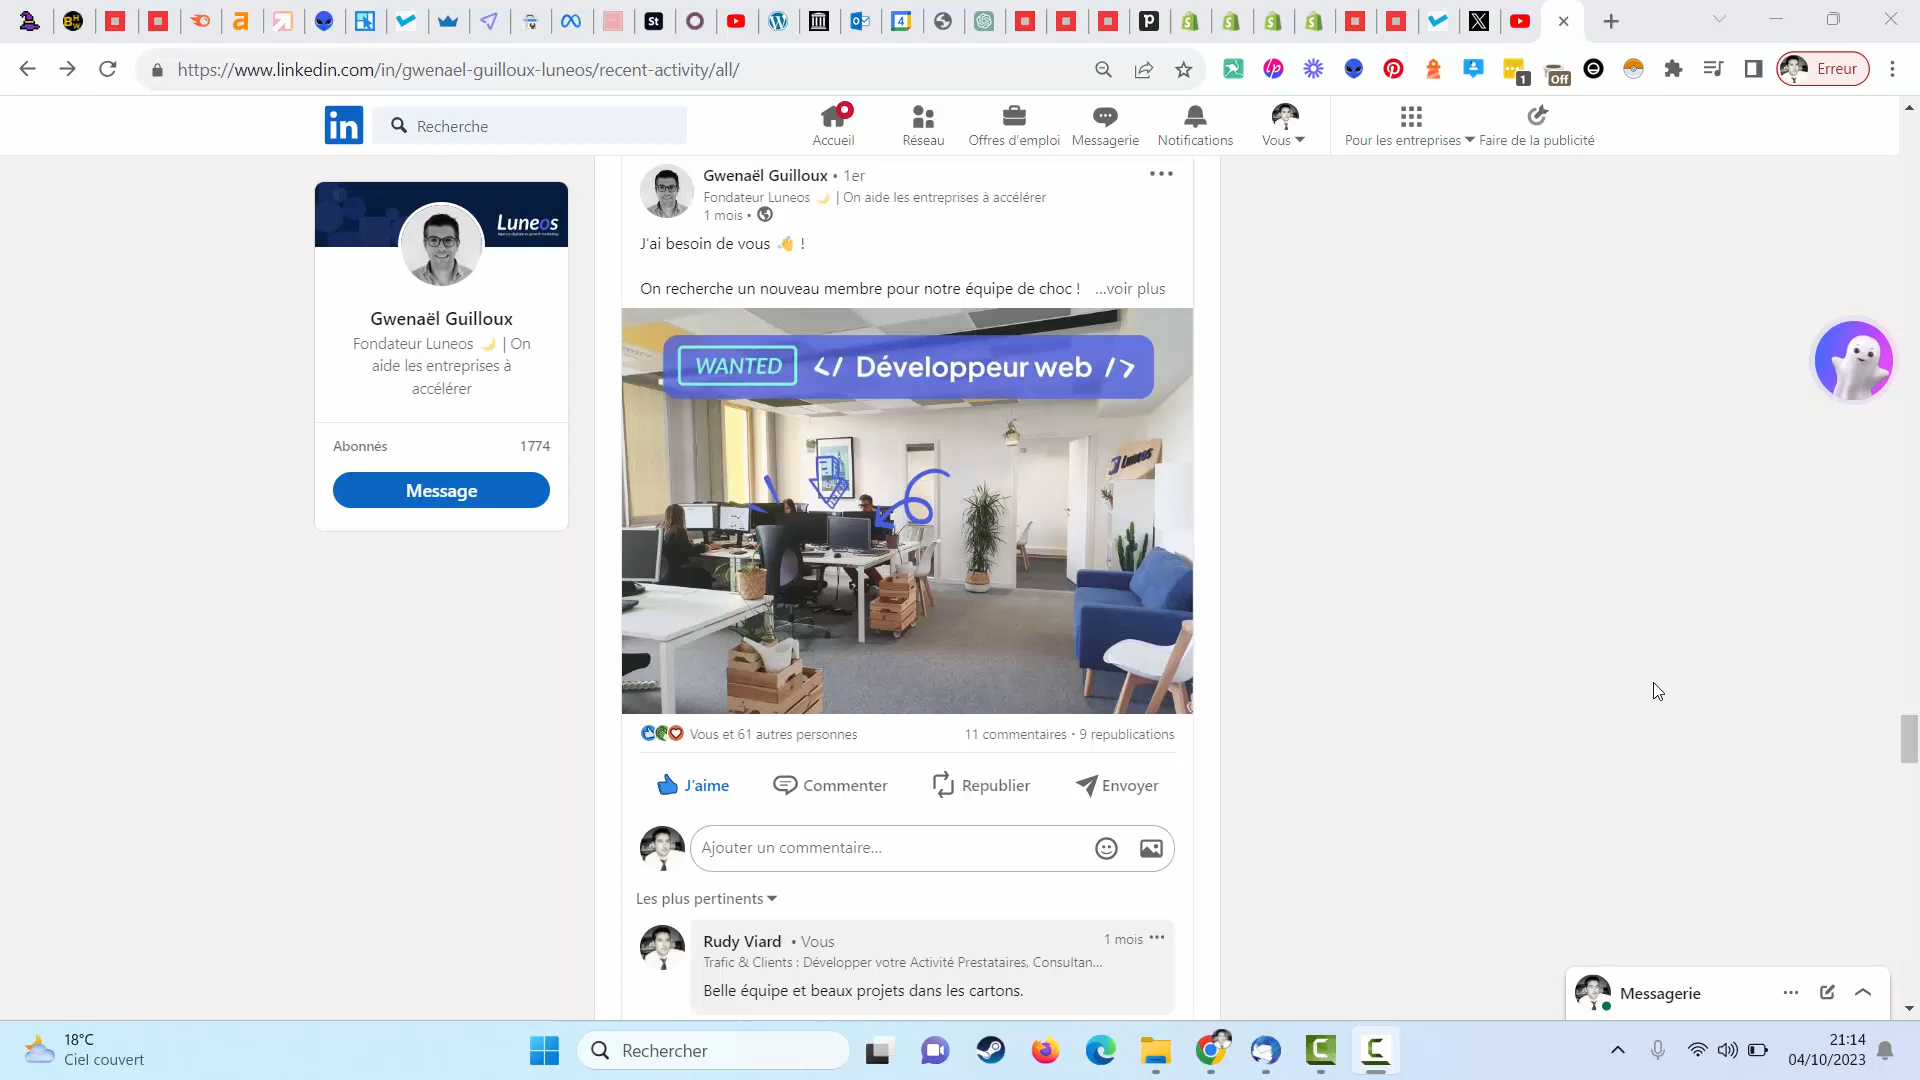 https://www.linkedin.com/in/gwenael-guilloux-luneos/recent-activity/all/
1
Off
Erreur
in
Recherche
Accueil
Réseau
Offres d'emploi
Messagerie
Notifications
Vous
Pour les entreprises
Faire de la publicité
Luneos
Gwenaël Guilloux
Fondateur Luneos 🌙 | On
aide les entreprises à
accélérer
Abonnés 1774
Message
Gwenaël Guilloux • 1er
Fondateur Luneos 🌙 | On aide les entreprises à accélérer
1 mois •
J'ai besoin de vous 👋 !
On recherche un nouveau membre pour notre équipe de choc ! ...voir plus
WANTED </ Développeur web />
Luneos
Vous et 61 autres personnes
11 commentaires • 9 republications
J'aime
Commenter
Republier
Envoyer
Ajouter un commentaire...
Les plus pertinents
Rudy Viard • Vous
1 mois
Trafic & Clients : Développer votre Activité Prestataires, Consultan...
Belle équipe et beaux projets dans les cartons.
Messagerie
18°C
Ciel couvert
Rechercher
21:14
04/10/2023